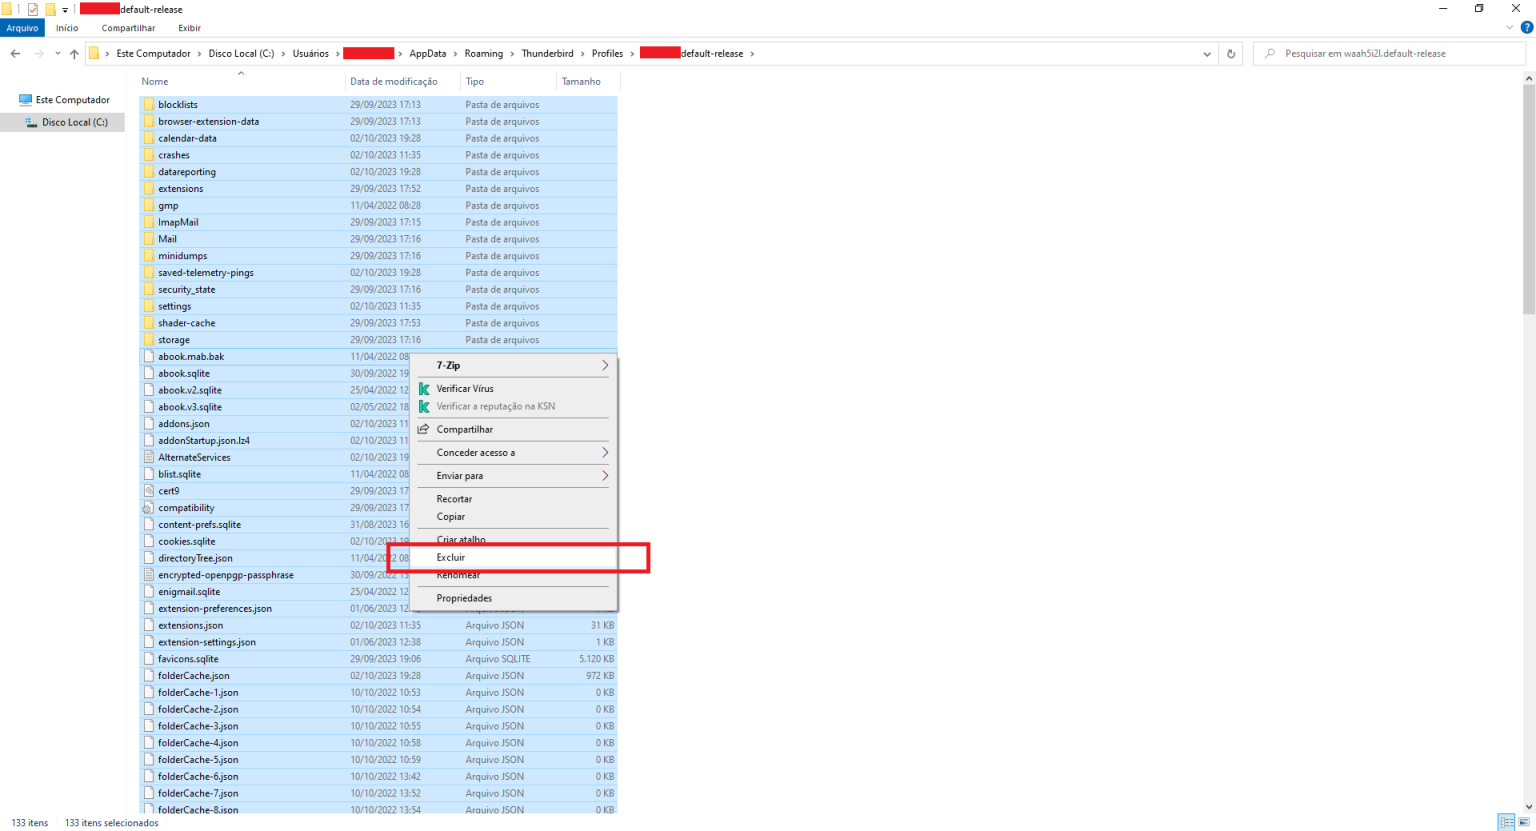 default-release
Arquivo Início Compartilhar Exibir
Este Computador Disco Local (C:) Usuários AppData Roaming Thunderbird Profiles default-release Pesquisar em waah5i2l.default-release
Nome Data de modificação Tipo Tamanho
Este Computador
Disco Local (C:)
blocklists 29/09/2023 17:13 Pasta de arquivos
browser-extension-data 29/09/2023 17:13 Pasta de arquivos
calendar-data 02/10/2023 19:28 Pasta de arquivos
crashes 02/10/2023 11:35 Pasta de arquivos
datareporting 02/10/2023 19:28 Pasta de arquivos
extensions 29/09/2023 17:52 Pasta de arquivos
gmp 11/04/2022 08:28 Pasta de arquivos
ImapMail 29/09/2023 17:15 Pasta de arquivos
Mail 29/09/2023 17:16 Pasta de arquivos
minidumps 29/09/2023 17:16 Pasta de arquivos
saved-telemetry-pings 02/10/2023 19:28 Pasta de arquivos
security_state 29/09/2023 17:16 Pasta de arquivos
settings 02/10/2023 11:35 Pasta de arquivos
shader-cache 29/09/2023 17:53 Pasta de arquivos
storage 29/09/2023 17:16 Pasta de arquivos
abook.mab.bak 11/04/2022 08
abook.sqlite 30/09/2022 19
abook.v2.sqlite 25/04/2022 12
abook.v3.sqlite 02/05/2022 18
addons.json 02/10/2023 11
addonStartup.json.lz4 02/10/2023 11
AlternateServices 02/10/2023 19
blist.sqlite 11/04/2022 08
cert9 29/09/2023 17
compatibility 29/09/2023 17
content-prefs.sqlite 31/08/2023 16
cookies.sqlite 02/10/2023 19
directoryTree.json 11/04/2022 08
encrypted-openpgp-passphrase 30/09/2022
enigmail.sqlite 25/04/2022 12
extension-preferences.json 01/06/2023
extensions.json 02/10/2023 11:35 Arquivo JSON 31 KB
extension-settings.json 01/06/2023 12:38 Arquivo JSON 1 KB
favicons.sqlite 29/09/2023 19:06 Arquivo SQLITE 5.120 KB
folderCache.json 02/10/2023 19:28 Arquivo JSON 972 KB
folderCache-1.json 10/10/2022 10:53 Arquivo JSON 0 KB
folderCache-2.json 10/10/2022 10:54 Arquivo JSON 0 KB
folderCache-3.json 10/10/2022 10:55 Arquivo JSON 0 KB
folderCache-4.json 10/10/2022 10:58 Arquivo JSON 0 KB
folderCache-5.json 10/10/2022 10:59 Arquivo JSON 0 KB
folderCache-6.json 10/10/2022 13:42 Arquivo JSON 0 KB
folderCache-7.json 10/10/2022 13:52 Arquivo JSON 0 KB
folderCache-8.json 10/10/2022 13:54 Arquivo JSON 0 KB
7-Zip
Verificar Vírus
Verificar a reputação na KSN
Compartilhar
Conceder acesso a
Enviar para
Recortar
Copiar
Criar atalho
Excluir
Renomear
Propriedades
133 itens 133 itens selecionados